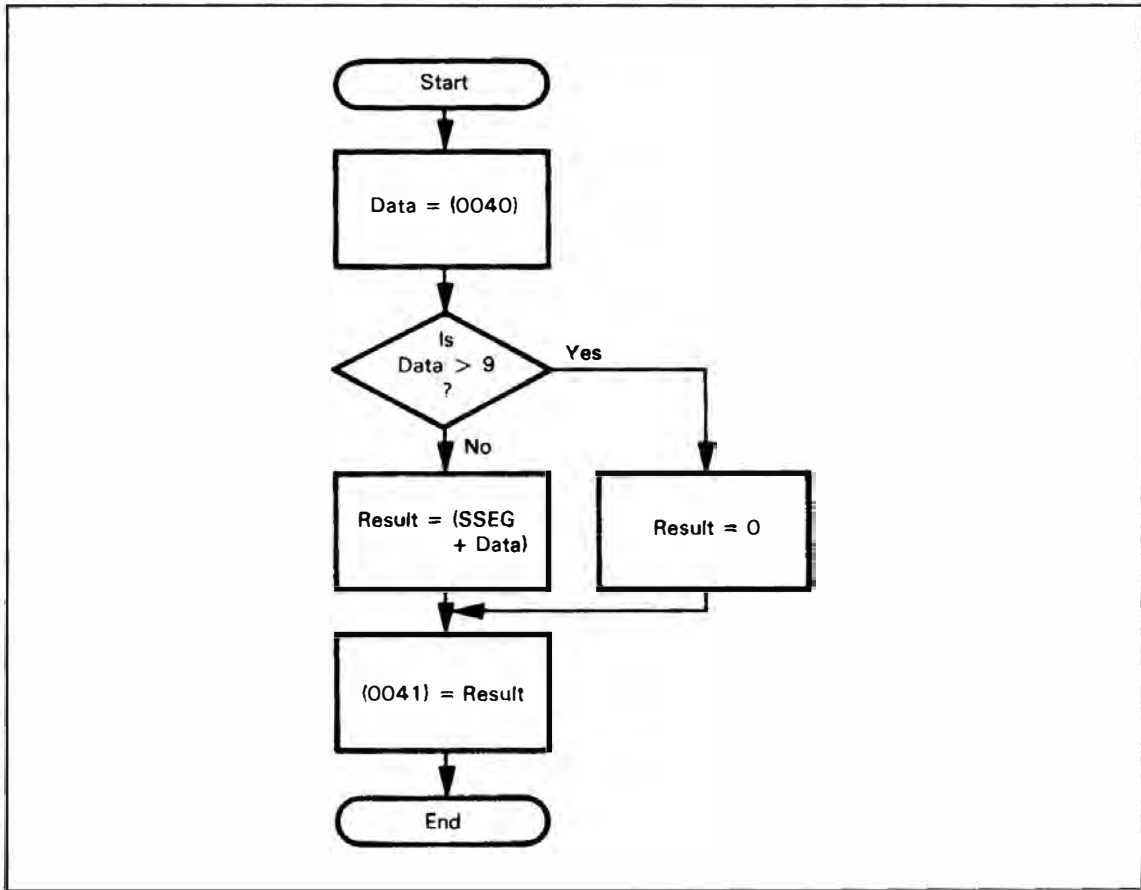 Start
Data = (0040)
Is
Data > 9
?
Yes
No
Result = (SSEG
+ Data)
Result = 0
(0041) = Result
End